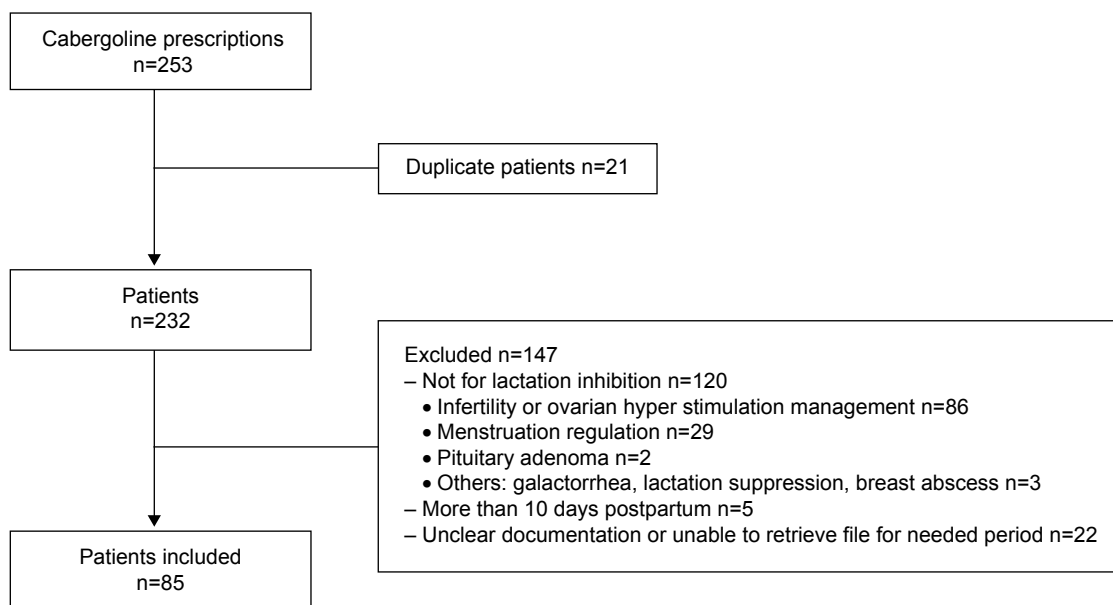 Cabergoline prescriptions
n=253
Duplicate patients n=21
Patients
n=232
Excluded n=147
– Not for lactation inhibition n=120
• Infertility or ovarian hyper stimulation management n=86
• Menstruation regulation n=29
• Pituitary adenoma n=2
• Others: galactorrhea, lactation suppression, breast abscess n=3
– More than 10 days postpartum n=5
– Unclear documentation or unable to retrieve file for needed period n=22
Patients included
n=85